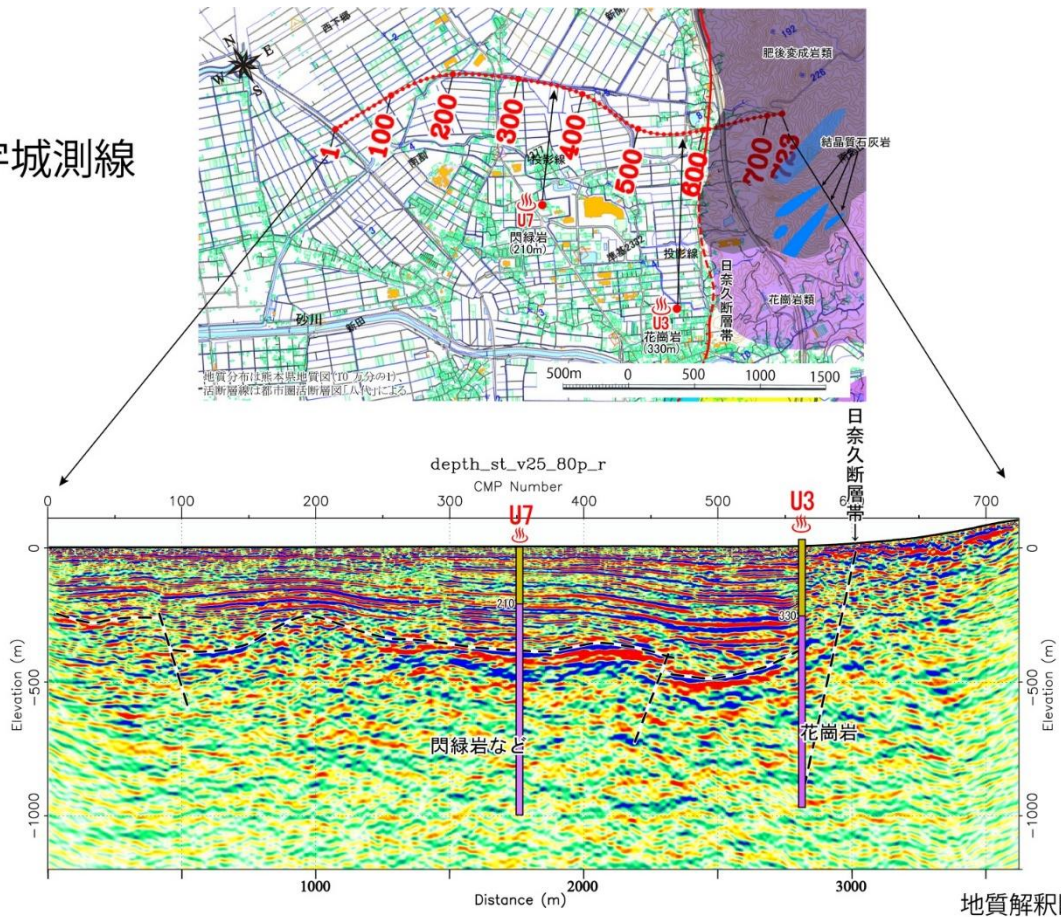 城測線
西下郷
新開
N
E
W
S
192
226
肥後変成岩類
結晶質石灰岩
1
100
200
300
400
500
600
700
723
投影線
U7
閃緑岩
(210m)
投影線
日奈久断層帯
花崗岩類
U3
花崗岩
(330m)
砂川
新田
地質分布は熊本県地質図(10万分の1)、
活断層線は都市圏活断層図「八代」による
500m 0 500 1000 1500
日奈久断層帯
depth_st_v25_80p_r
CMP Number
0 100 200 300 400 500 700
U7
U3
Elevation (m)
0
−500
−1000
210
330
閃緑岩など
花崗岩
Elevation (m)
0
−500
−1000
1000 2000 3000
Distance (m)
地質解釈